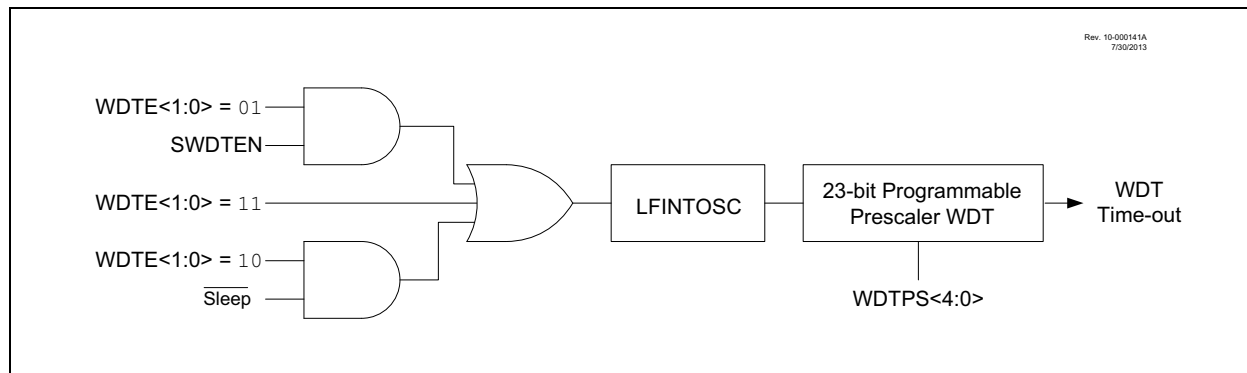 Rev. 10-000141A
7/30/2013
WDTE<1:0> = 01
SWDTEN
WDTE<1:0> = 11
WDTE<1:0> = 10
Sleep
LFINTOSC
23-bit Programmable
Prescaler WDT
WDT
Time-out
WDTPS<4:0>